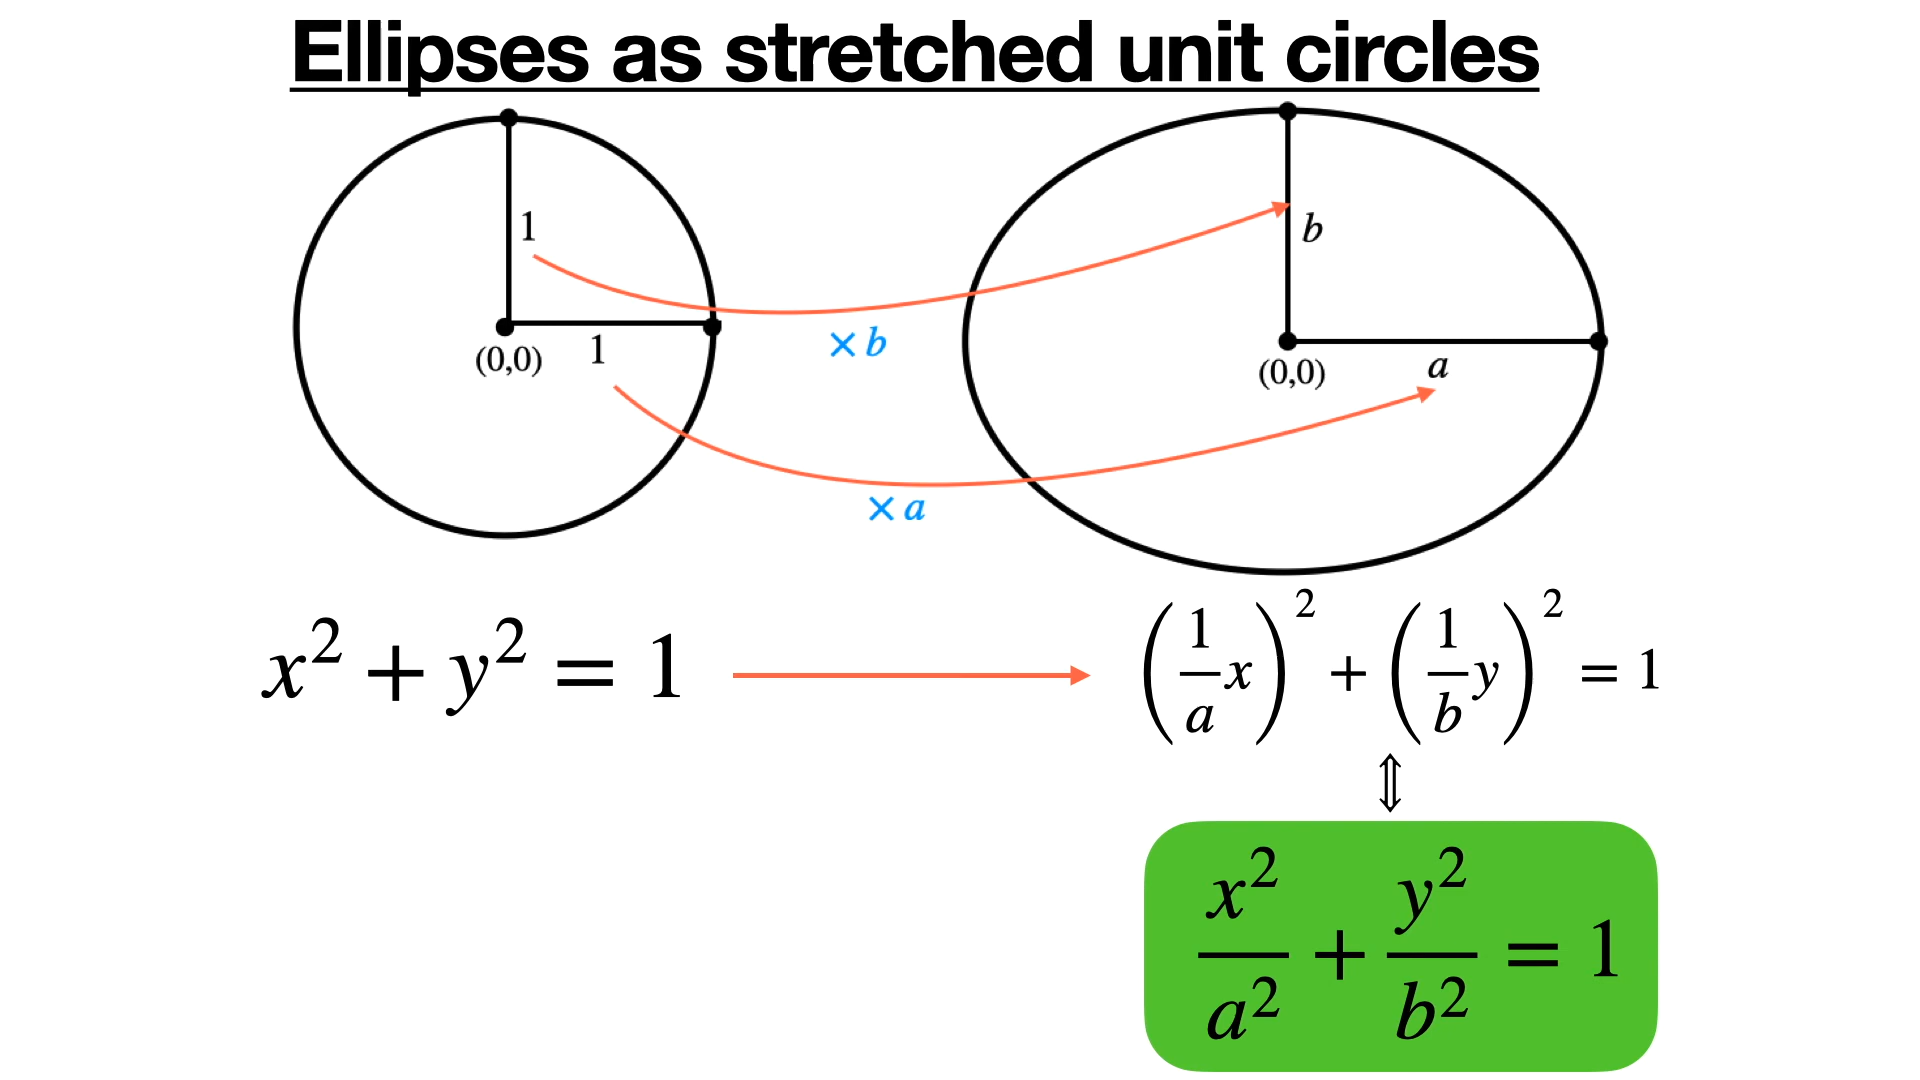 Ellipses as stretched unit circles
1
b
× b
(0,0)
1
(0,0)
a
× a
x² + y² = 1
(1/a x)² + (1/b y)² = 1
⇕
x²/a² + y²/b² = 1